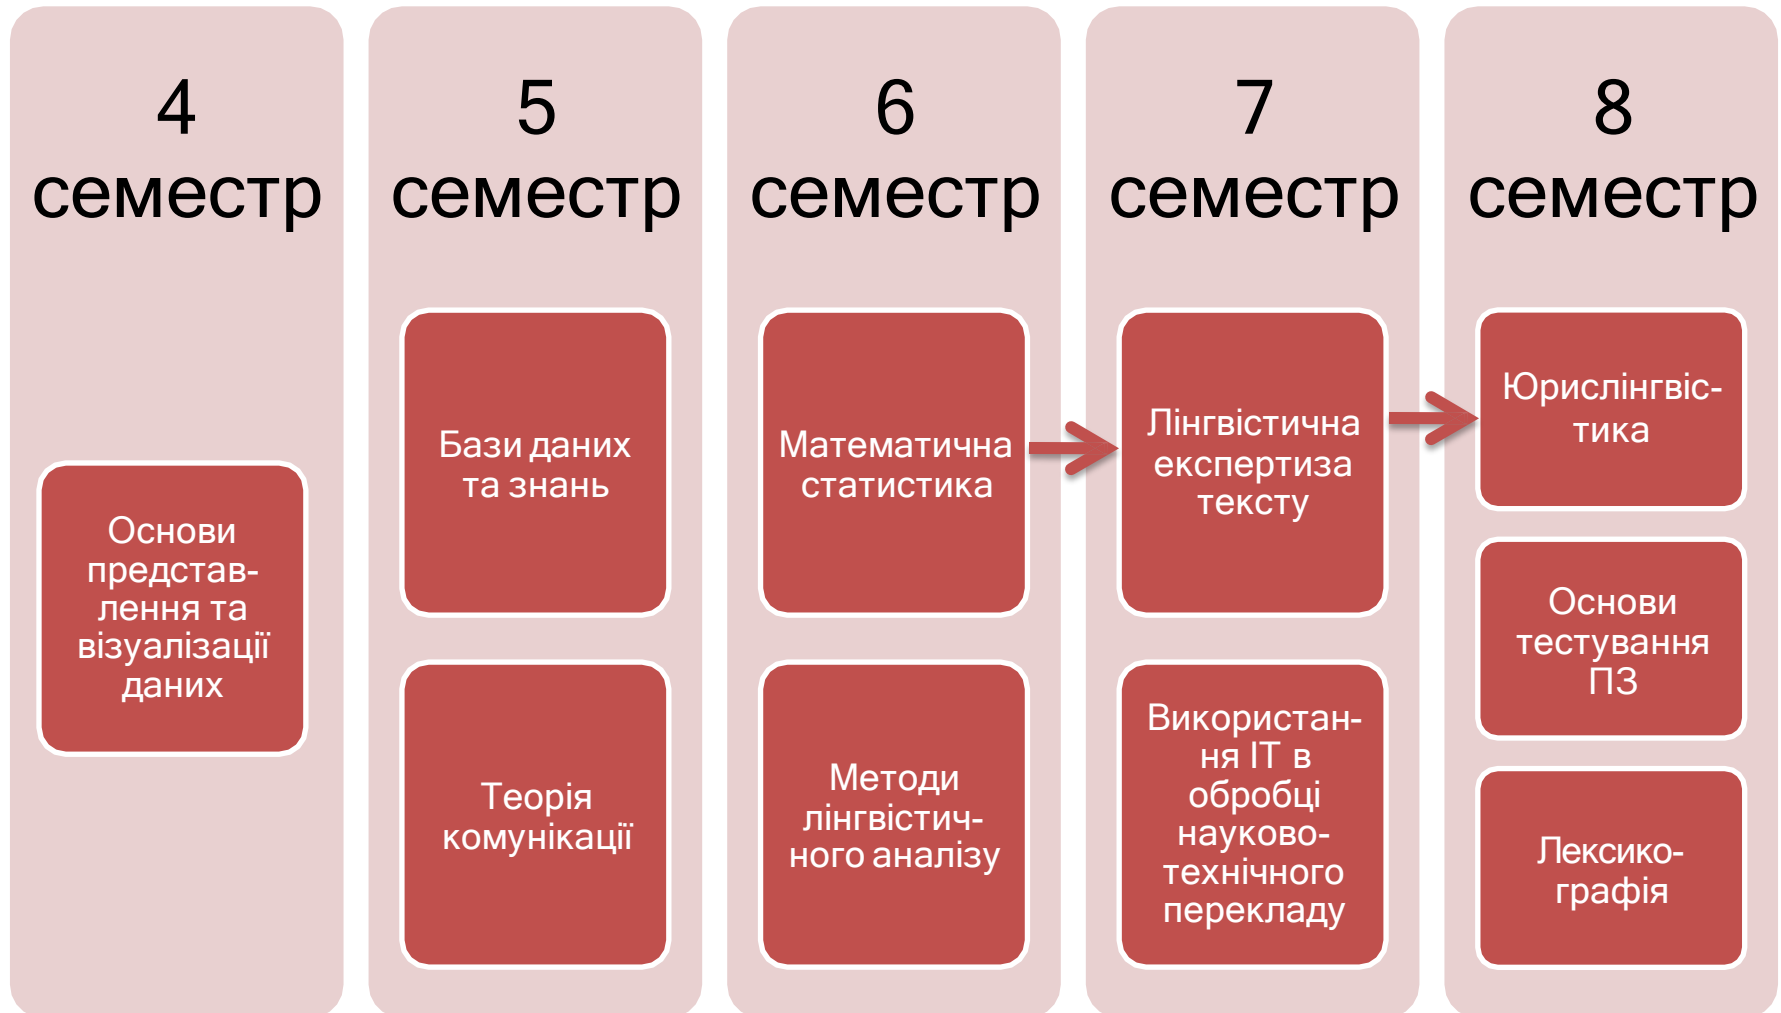 4
семестр
Основи
представ-
лення та
візуалізації
даних
5
семестр
Бази даних
та знань
Теорія
комунікації
6
семестр
Математична
статистика
Методи
лінгвістич-
ного аналізу
7
семестр
Лінгвістична
експертиза
тексту
Використан-
ня ІТ в
обробці
науково-
технічного
перекладу
8
семестр
Юрислінгвіс-
тика
Основи
тестування
ПЗ
Лексико-
графія